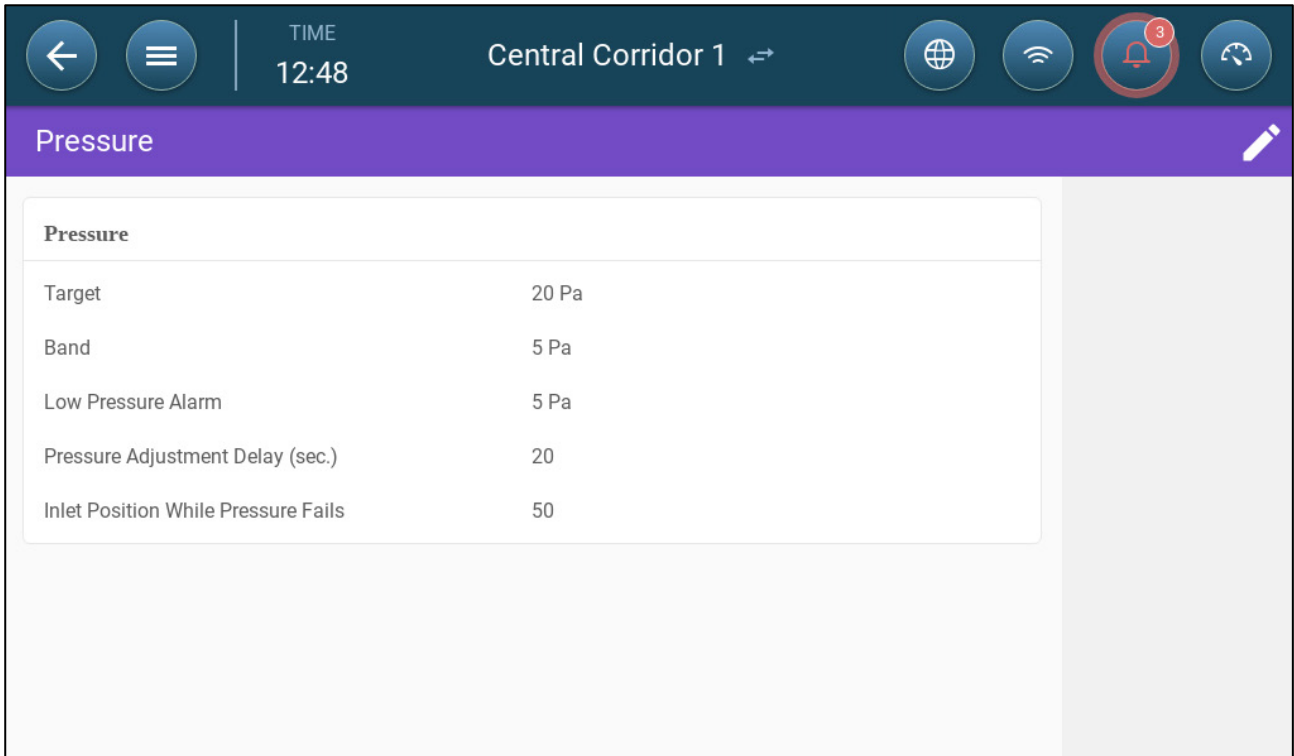 TIME
12:48
Central Corridor 1
3
Pressure
Pressure
Target 20 Pa
Band 5 Pa
Low Pressure Alarm 5 Pa
Pressure Adjustment Delay (sec.) 20
Inlet Position While Pressure Fails 50